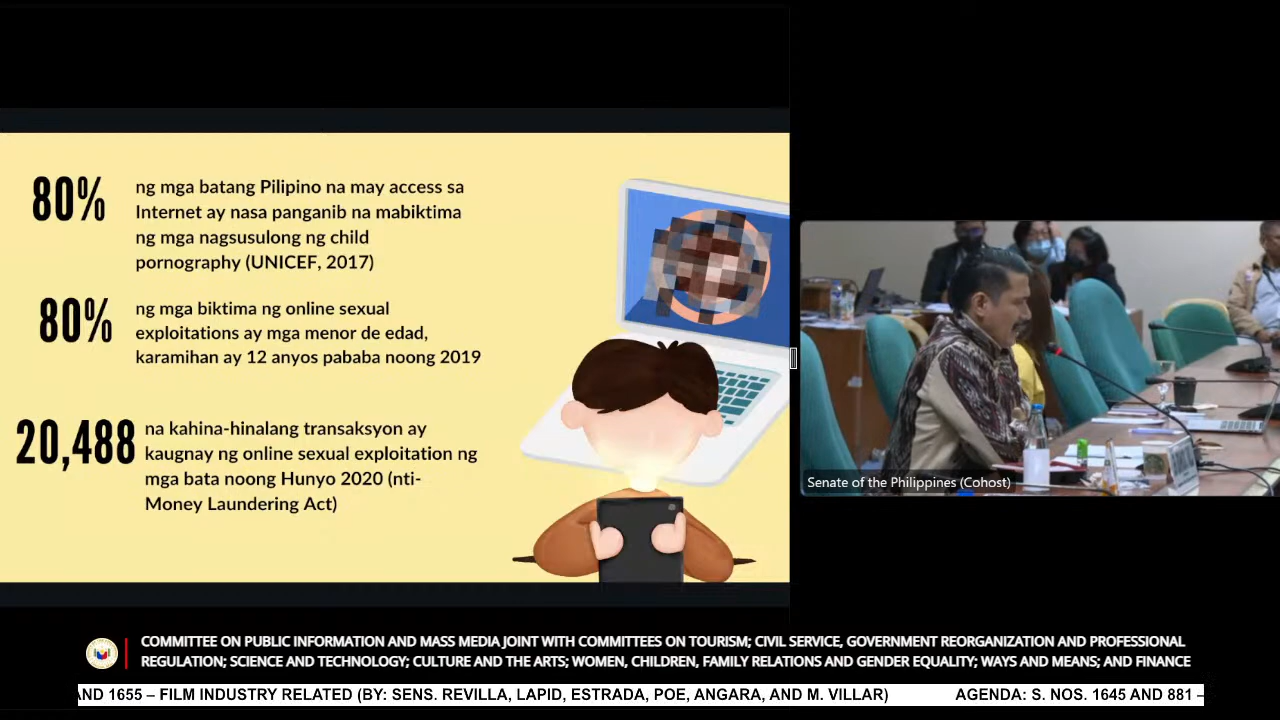 80%
ng mga batang Pilipino na may access sa
Internet ay nasa panganib na mabiktima
ng mga nagsusulong ng child
pornography (UNICEF, 2017)
80%
ng mga biktima ng online sexual
exploitations ay mga menor de edad,
karamihan ay 12 anyos pababa noong 2019
20,488
na kahina-hinalang transaksyon ay
kaugnay ng online sexual exploitation ng
mga bata noong Hunyo 2020 (nti-
Money Laundering Act)
Senate of the Philippines (Cohost)
COMMITTEE ON PUBLIC INFORMATION AND MASS MEDIA JOINT WITH COMMITTEES ON TOURISM; CIVIL SERVICE, GOVERNMENT REORGANIZATION AND PROFESSIONAL
REGULATION; SCIENCE AND TECHNOLOGY; CULTURE AND THE ARTS; WOMEN, CHILDREN, FAMILY RELATIONS AND GENDER EQUALITY; WAYS AND MEANS; AND FINANCE
AND 1655 – FILM INDUSTRY RELATED (BY: SENS. REVILLA, LAPID, ESTRADA, POE, ANGARA, AND M. VILLAR) AGENDA: S. NOS. 1645 AND 881 –